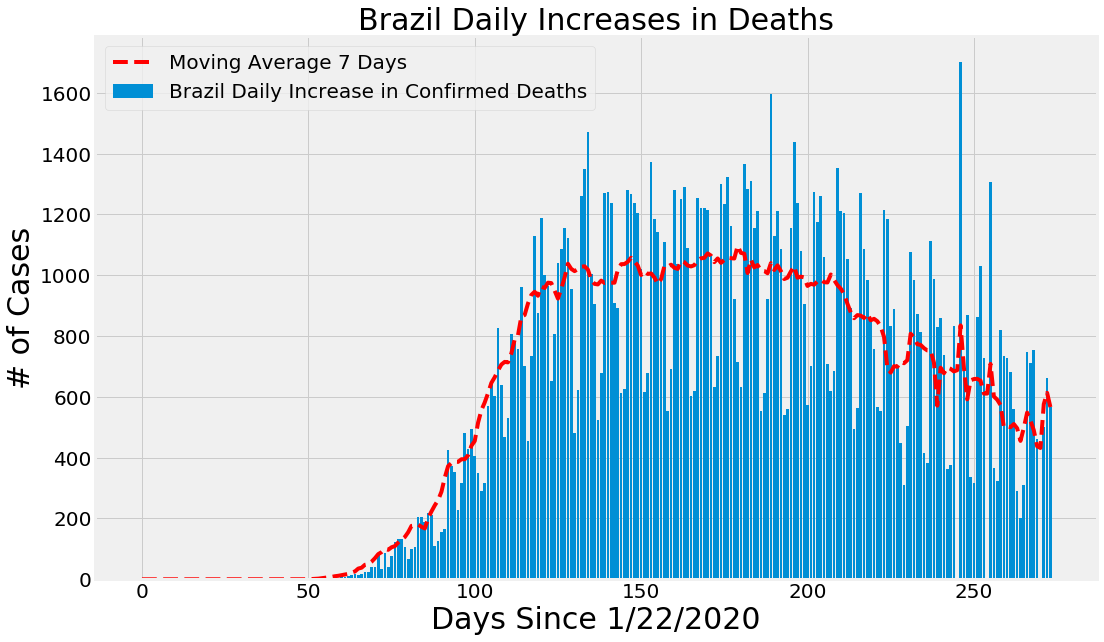 Brazil Daily Increases in Deaths
Moving Average 7 Days
Brazil Daily Increase in Confirmed Deaths
# of Cases
1600
1400
1200
1000
800
600
400
200
0
0 50 100 150 200 250
Days Since 1/22/2020